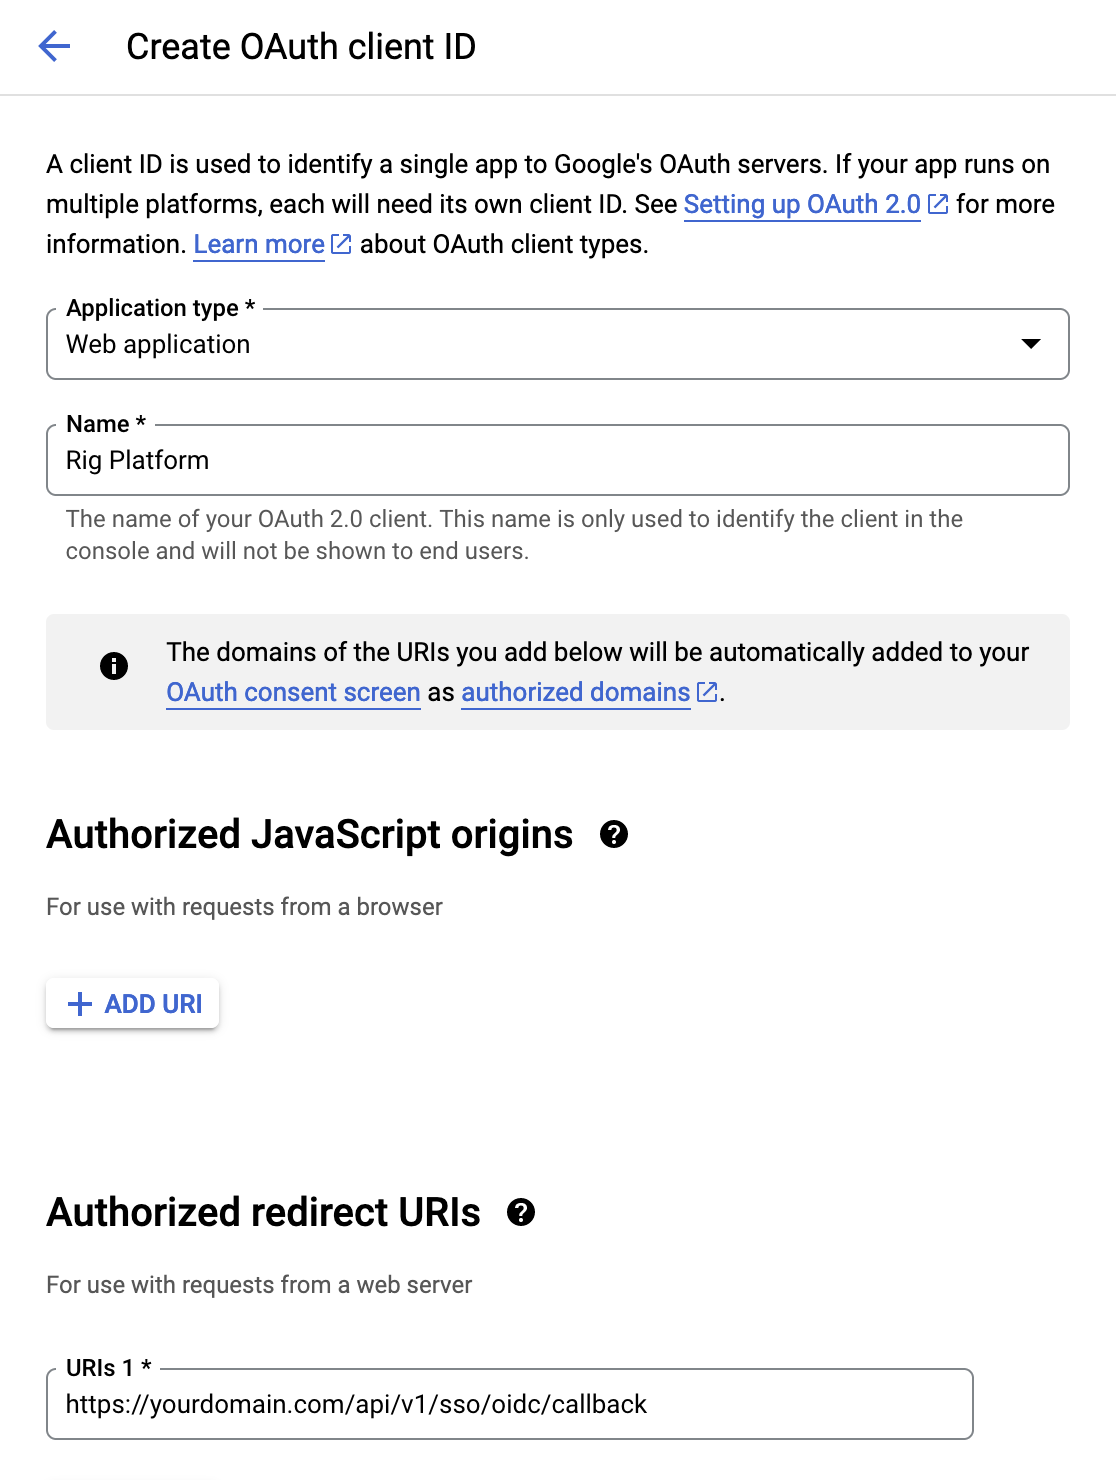 Create OAuth client ID
A client ID is used to identify a single app to Google's OAuth servers. If your app runs on
multiple platforms, each will need its own client ID. See Setting up OAuth 2.0 for more
information. Learn more about OAuth client types.
Application type *
Web application
Name *
Rig Platform
The name of your OAuth 2.0 client. This name is only used to identify the client in the
console and will not be shown to end users.
The domains of the URIs you add below will be automatically added to your
OAuth consent screen as authorized domains.
Authorized JavaScript origins
For use with requests from a browser
ADD URI
Authorized redirect URIs
For use with requests from a web server
URIs 1 *
https://yourdomain.com/api/v1/sso/oidc/callback